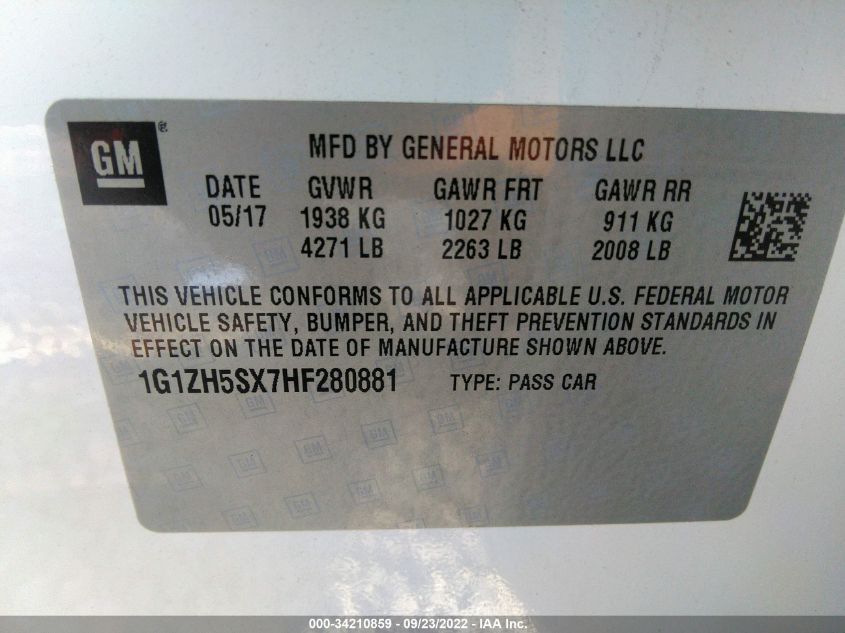 GM ®
MFD BY GENERAL MOTORS LLC
DATE GVWR GAWR FRT GAWR RR
05/17 1938 KG 1027 KG 911 KG
4271 LB 2263 LB 2008 LB
THIS VEHICLE CONFORMS TO ALL APPLICABLE U.S. FEDERAL MOTOR
VEHICLE SAFETY, BUMPER, AND THEFT PREVENTION STANDARDS IN
EFFECT ON THE DATE OF MANUFACTURE SHOWN ABOVE.
1G1ZH5SX7HF280881 TYPE: PASS CAR
000-34210859 - 09/23/2022 - IAA Inc.